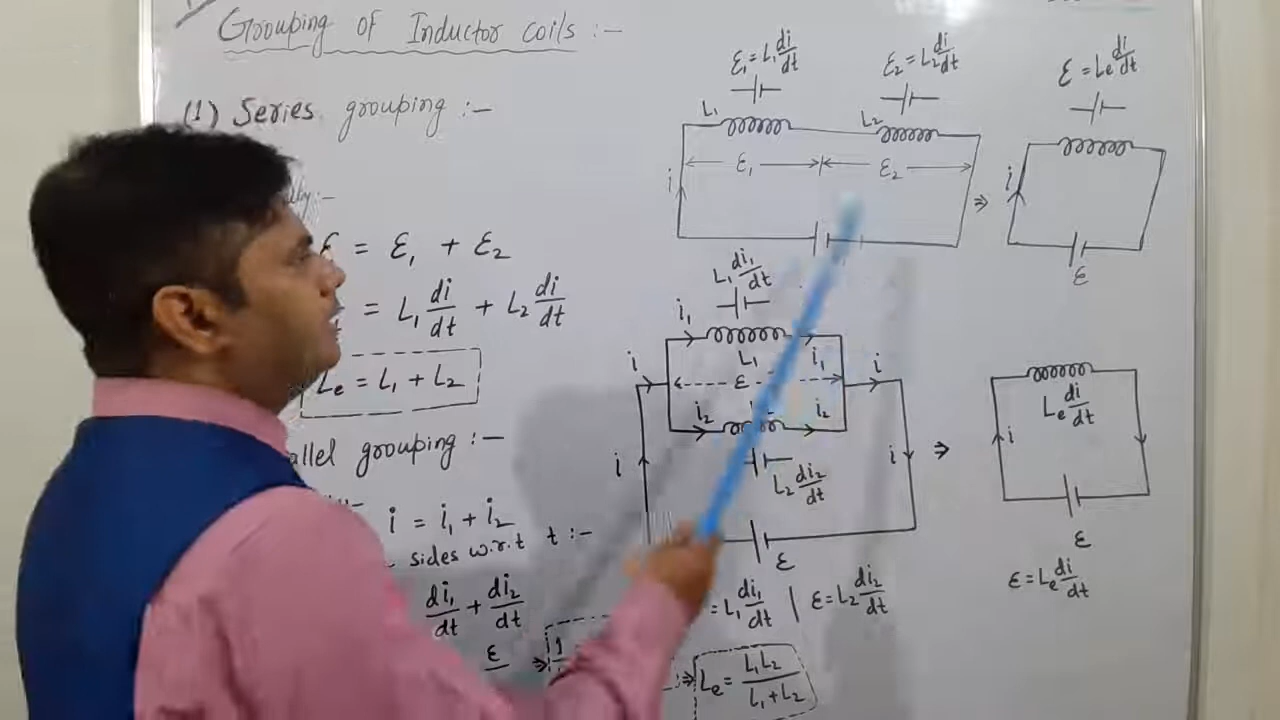 Grouping of Inductor coils :-
(1) Series grouping :-
= ε₁ + ε₂
= L₁ di/dt + L₂ di/dt
Le = L₁ + L₂
grouping :-
i = i₁ + i₂
sides w.r.t t :-
di₁/dt + di₂/dt
ε
⇒
= L₁ di₁/dt | ε = L₂ di₂/dt
⇒ Le = L₁L₂/(L₁+L₂)
ε₁ = L₁ di/dt
ε₂ = L₂ di/dt
ε = Le di/dt
L₁
L₂
ε₁
ε₂
i
⇒
i
ε
L₁ di₁/dt
i₁
L₁
i₁
i
ε
i
i₂
i₂
L₂ di₂/dt
i
i
ε
⇒
Le di/dt
i
ε
ε = Le di/dt